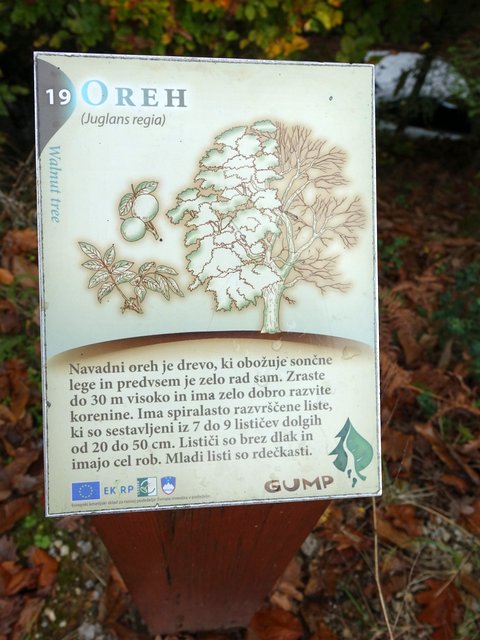 19 OREH
(Juglans regia)
Walnut tree
Navadni oreh je drevo, ki obožuje sončne
lege in predvsem je zelo rad sam. Zraste
do 30 m visoko in ima zelo dobro razvite
korenine. Ima spiralasto razvrščene liste,
ki so sestavljeni iz 7 do 9 lističev dolgih
od 20 do 50 cm. Lističi so brez dlak in
imajo cel rob. Mladi listi so rdečkasti.
GUMP